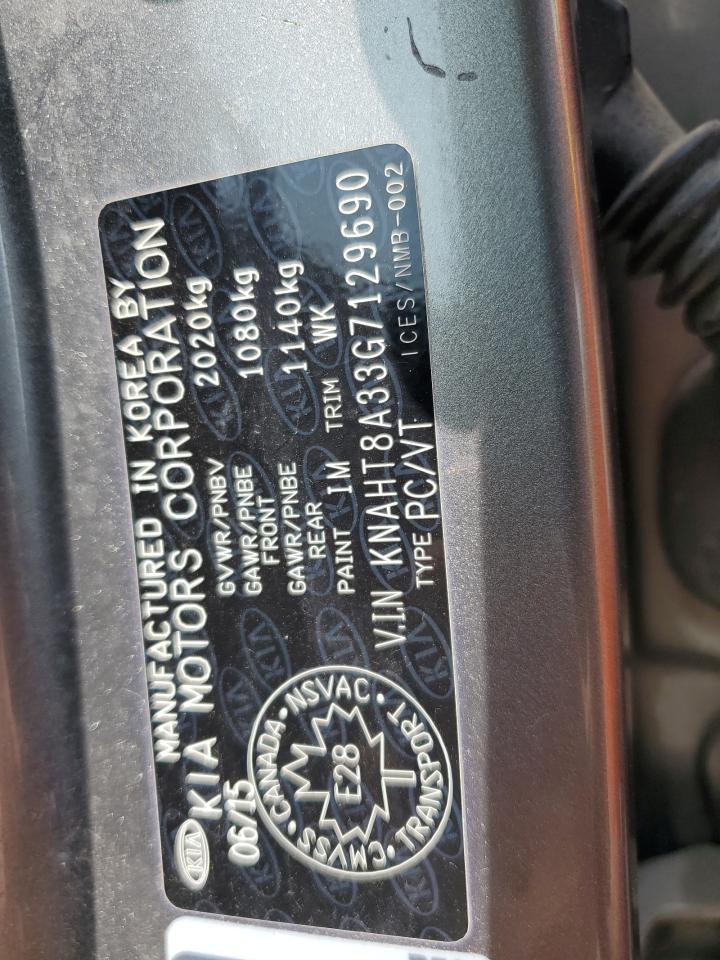 KIA
MANUFACTURED IN KOREA BY
KIA MOTORS CORPORATION
06/15
GVWR/PNBV 2020kg
GAWR/PNBE 1080kg
FRONT
GAWR/PNBE 1140kg
REAR
PAINT 1M TRIM WK
V.I.N KNAHT8A33G7129690
TYPE PC/VT ICES/NMB-002
CANADA • NSVAC • TRANSPORT • CMVSS •
E28